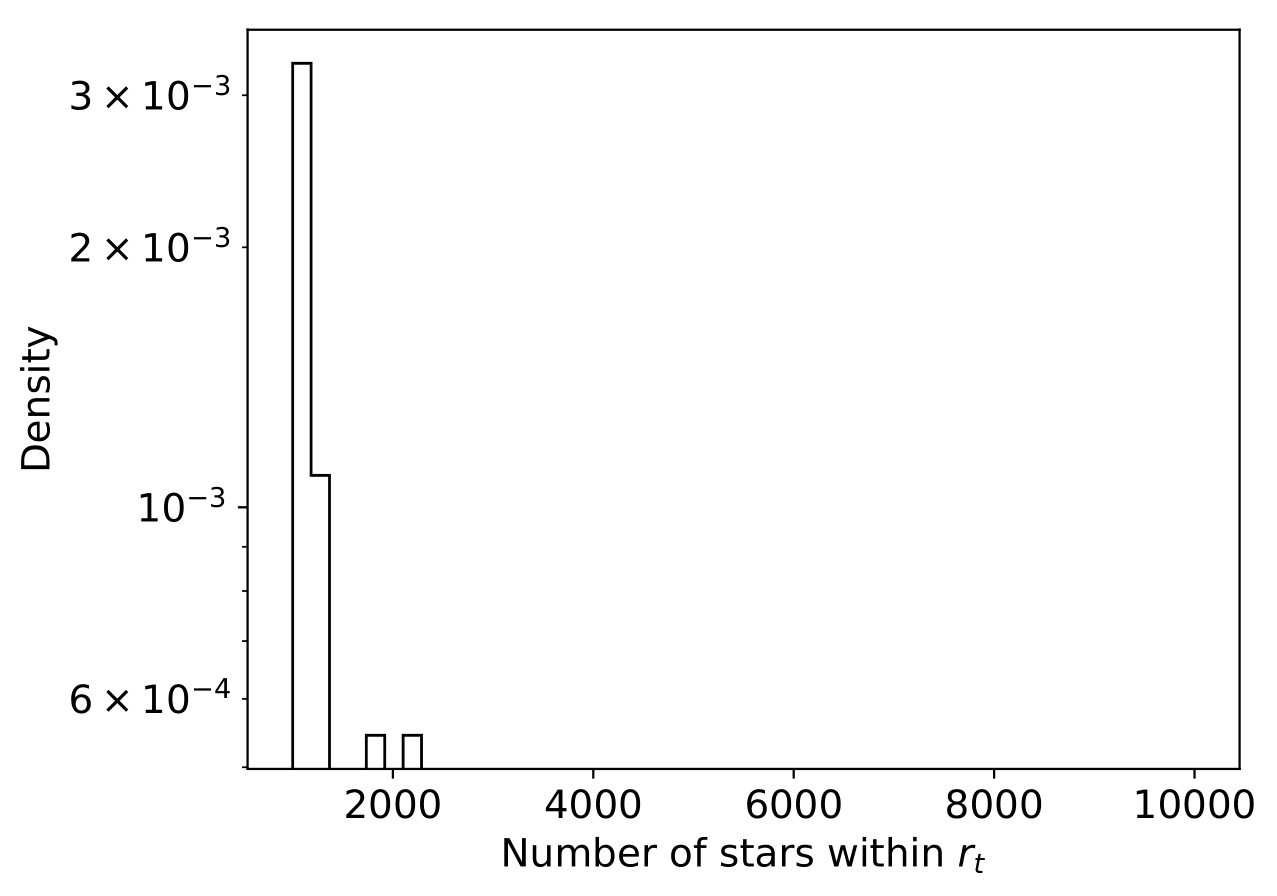 3 × 10⁻³
2 × 10⁻³
10⁻³
6 × 10⁻⁴
Density
2000 4000 6000 8000 10000
Number of stars within rₜ